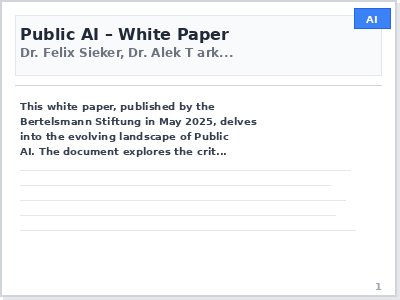 AI
Public AI – White Paper
Dr. Felix Sieker, Dr. Alek T ark...
This white paper, published by the
Bertelsmann Stiftung in May 2025, delves
into the evolving landscape of Public
AI. The document explores the crit...
1